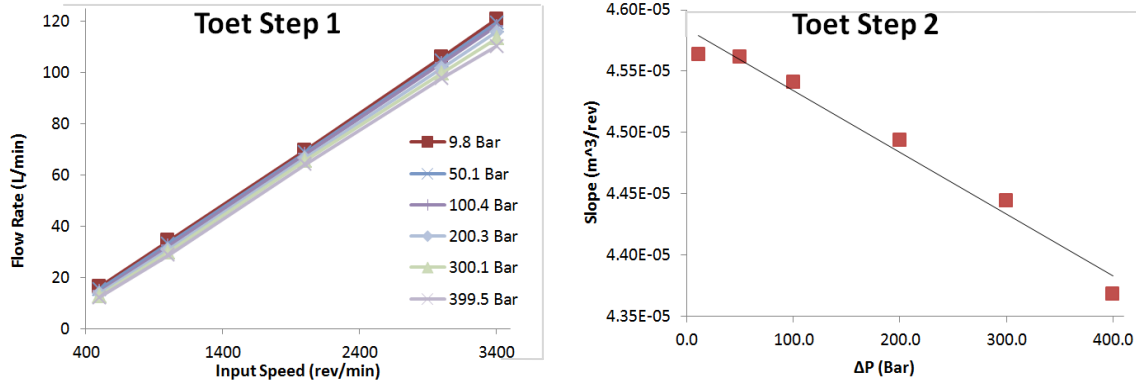 Toet Step 1
Flow Rate (L/min)
120
100
80
60
40
20
0
400
1400
2400
3400
Input Speed (rev/min)
9.8 Bar
50.1 Bar
100.4 Bar
200.3 Bar
300.1 Bar
399.5 Bar
Toet Step 2
Slope (m^3/rev)
4.60E-05
4.55E-05
4.50E-05
4.45E-05
4.40E-05
4.35E-05
0.0
100.0
200.0
300.0
400.0
ΔP (Bar)